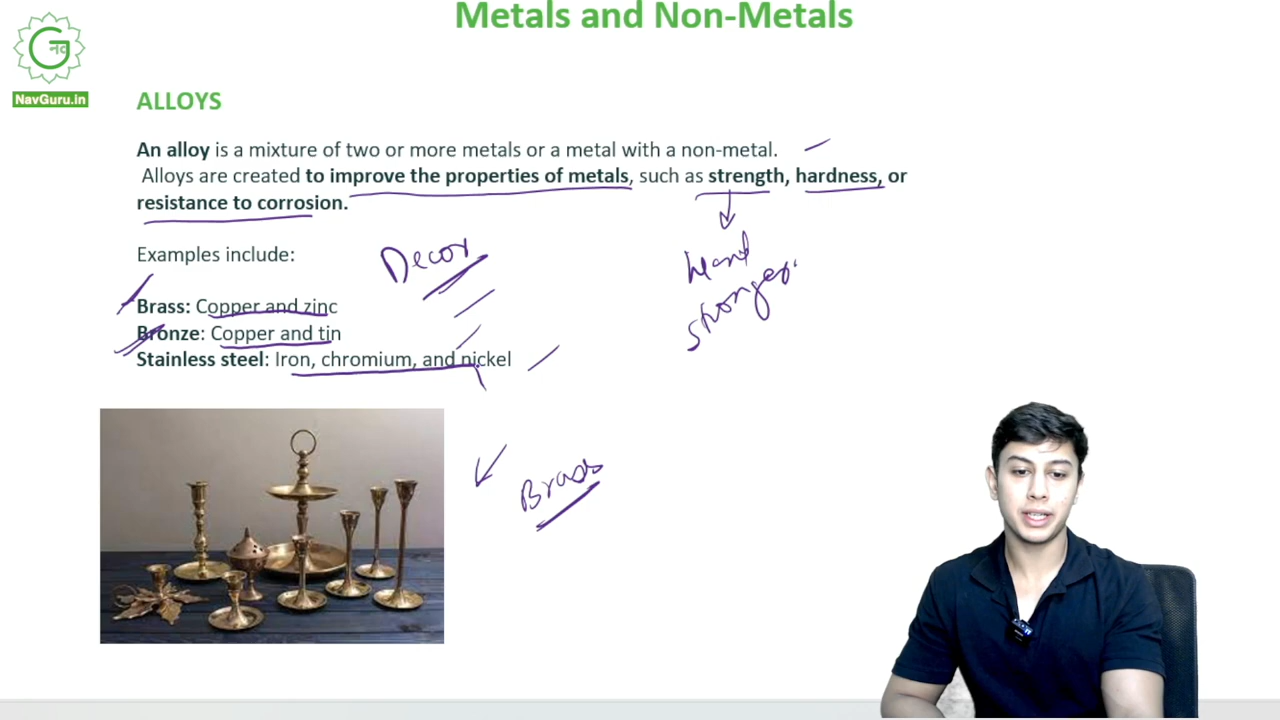 Metals and Non-Metals
नव
NavGuru.in
ALLOYS
An alloy is a mixture of two or more metals or a metal with a non-metal.
Alloys are created to improve the properties of metals, such as strength, hardness, or
resistance to corrosion.
Examples include:
Decor
stronger.
Brass: Copper and zinc
Bronze: Copper and tin
Stainless steel: Iron, chromium, and nickel
Brass